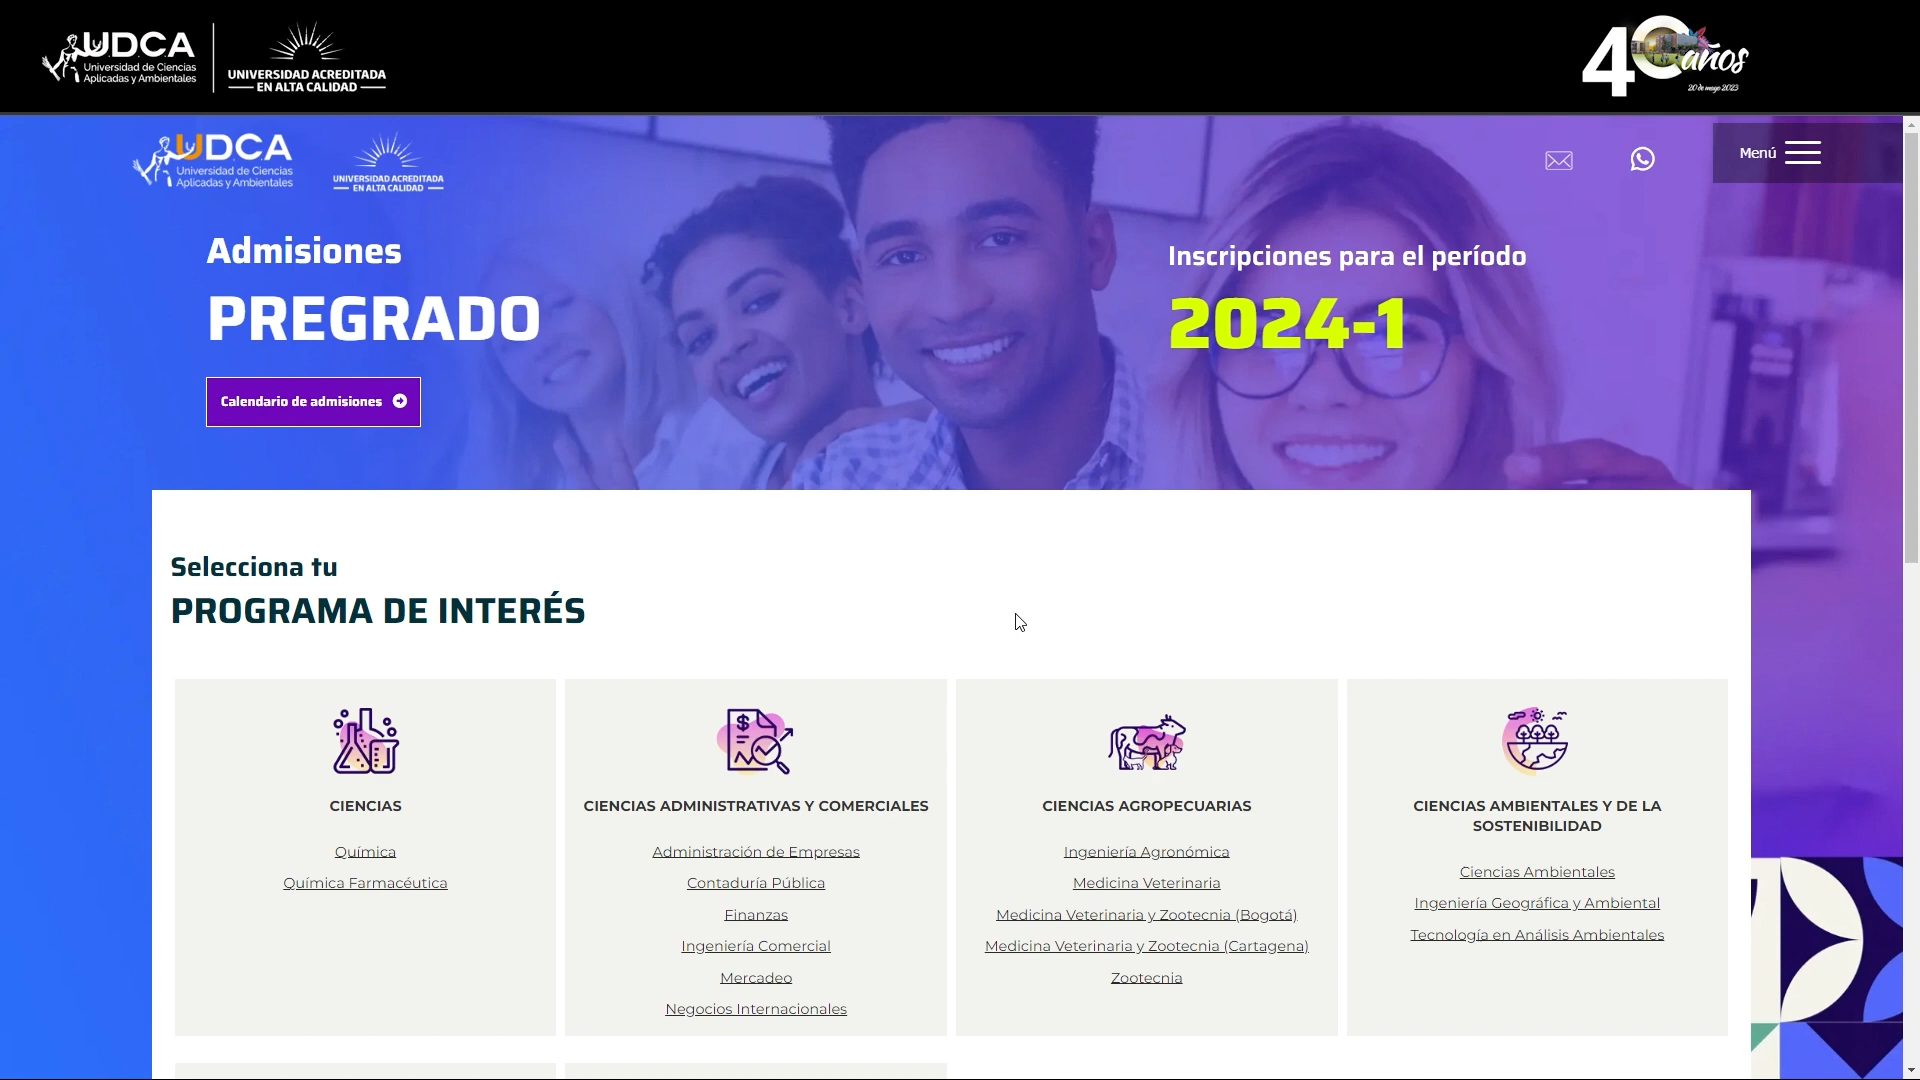 UDCA
Universidad de Ciencias
Aplicadas y Ambientales
UNIVERSIDAD ACREDITADA
EN ALTA CALIDAD
40 años
20 de mayo 2023
U.D.C.A
Universidad de Ciencias
Aplicadas y Ambientales
UNIVERSIDAD ACREDITADA
EN ALTA CALIDAD
Menú
Admisiones
PREGRADO
Calendario de admisiones
Inscripciones para el período
2024-1
Selecciona tu
PROGRAMA DE INTERÉS
CIENCIAS
Química
Química Farmacéutica
CIENCIAS ADMINISTRATIVAS Y COMERCIALES
Administración de Empresas
Contaduría Pública
Finanzas
Ingeniería Comercial
Mercadeo
Negocios Internacionales
CIENCIAS AGROPECUARIAS
Ingeniería Agronómica
Medicina Veterinaria
Medicina Veterinaria y Zootecnia (Bogotá)
Medicina Veterinaria y Zootecnia (Cartagena)
Zootecnia
CIENCIAS AMBIENTALES Y DE LA
SOSTENIBILIDAD
Ciencias Ambientales
Ingeniería Geográfica y Ambiental
Tecnología en Análisis Ambientales